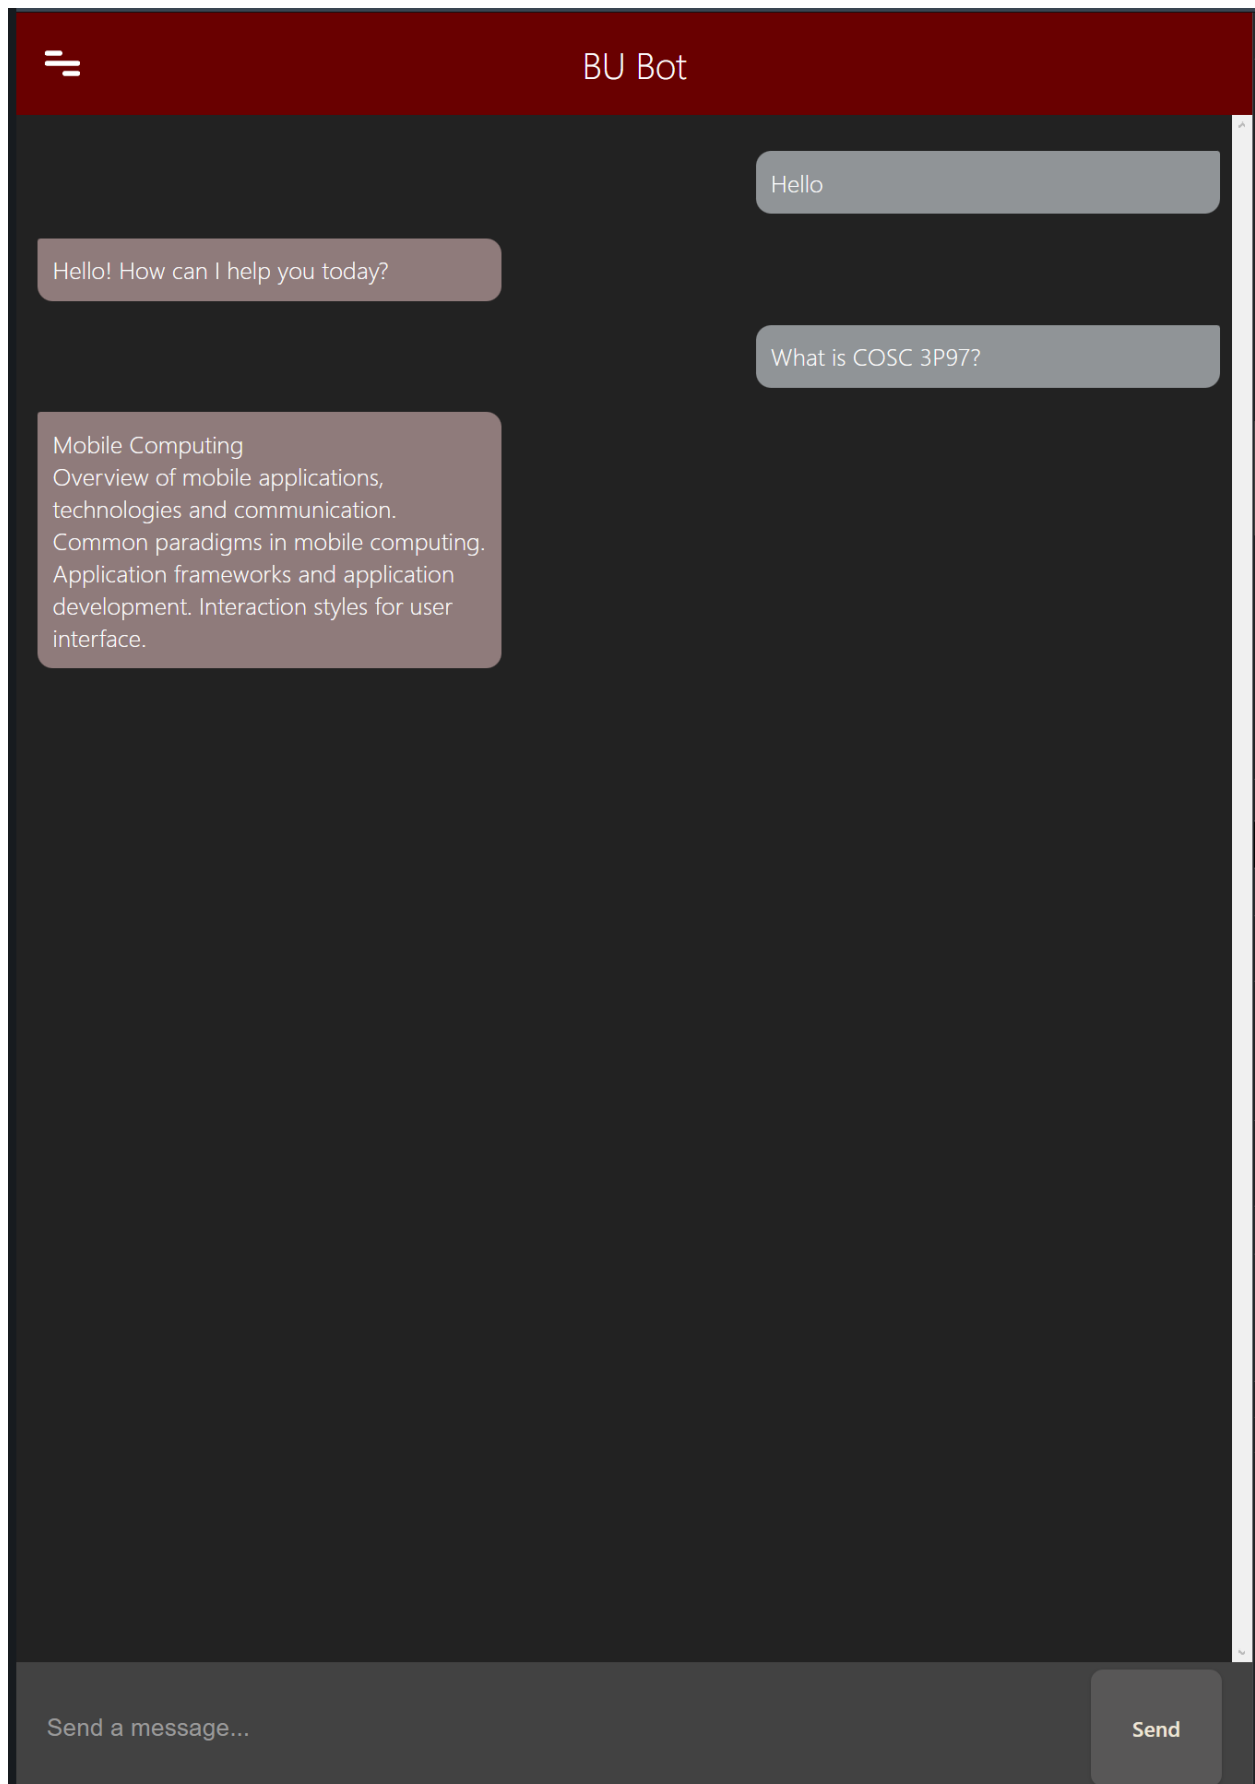 BU Bot
Hello
Hello! How can I help you today?
What is COSC 3P97?
Mobile Computing
Overview of mobile applications,
technologies and communication.
Common paradigms in mobile computing.
Application frameworks and application
development. Interaction styles for user
interface.
Send a message...
Send